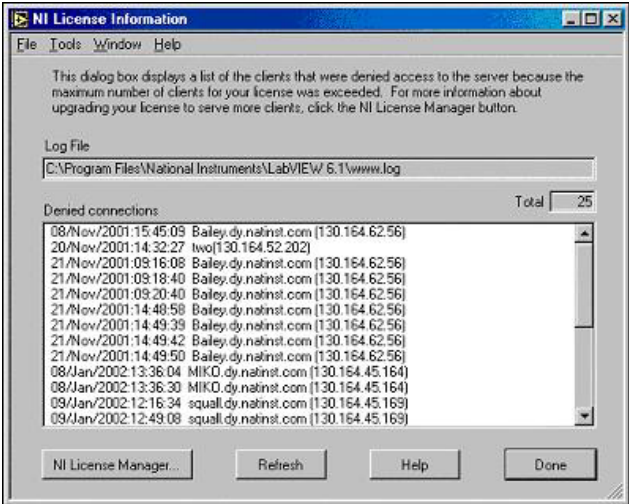 NI License Information
File Tools Window Help
This dialog box displays a list of the clients that were denied access to the server because the
maximum number of clients for your license was exceeded. For more information about
upgrading your license to serve more clients, click the NI License Manager button.
Log File
C:\Program Files\National Instruments\LabVIEW 6.1\www.log
Total 25
Denied connections
08/Nov/2001:15:45:09 Bailey.dy.natinst.com (130.164.62.56)
20/Nov/2001:14:32:27 two(130.164.52.202)
21/Nov/2001:09:16:08 Bailey.dy.natinst.com (130.164.62.56)
21/Nov/2001:09:18:40 Bailey.dy.natinst.com (130.164.62.56)
21/Nov/2001:09:20:40 Bailey.dy.natinst.com (130.164.62.56)
21/Nov/2001:14:48:58 Bailey.dy.natinst.com (130.164.62.56)
21/Nov/2001:14:49:39 Bailey.dy.natinst.com (130.164.62.56)
21/Nov/2001:14:49:42 Bailey.dy.natinst.com (130.164.62.56)
21/Nov/2001:14:49:50 Bailey.dy.natinst.com (130.164.62.56)
08/Jan/2002:13:36:04 MIKO.dy.natinst.com (130.164.45.164)
08/Jan/2002:13:36:30 MIKO.dy.natinst.com (130.164.45.164)
09/Jan/2002:12:16:34 squall.dy.natinst.com (130.164.45.169)
09/Jan/2002:12:49:08 squall.dy.natinst.com (130.164.45.169)
NI License Manager... Refresh Help Done